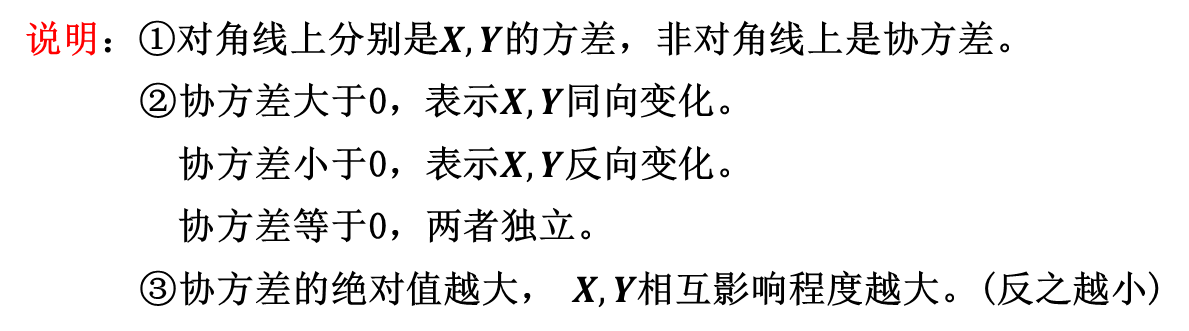 说明：①对角线上分别是X,Y的方差，非对角线上是协方差。
②协方差大于0，表示X,Y同向变化。
协方差小于0，表示X,Y反向变化。
协方差等于0，两者独立。
③协方差的绝对值越大， X,Y相互影响程度越大。(反之越小)